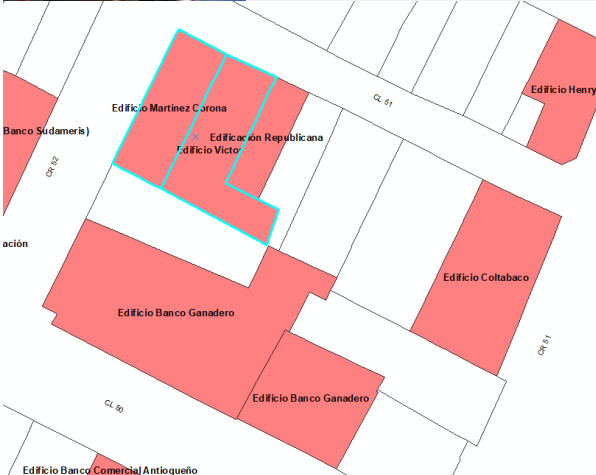 CL 51
Edificio Henry
Edificio Martínez Corona
Banco Sudameris)
Edificación Republicana
Edificio Victor
CR 52
ación
Edificio Coltabaco
Edificio Banco Ganadero
CR 51
Edificio Banco Ganadero
CL 50
Edificio Banco Comercial Antioqueño